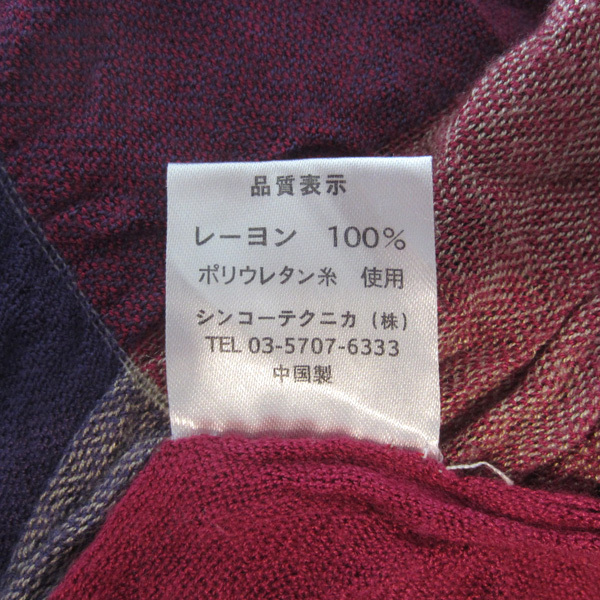 品質表示
レーヨン 100%
ポリウレタン糸 使用
シンコーテクニカ(株)
TEL 03-5707-6333
中国製